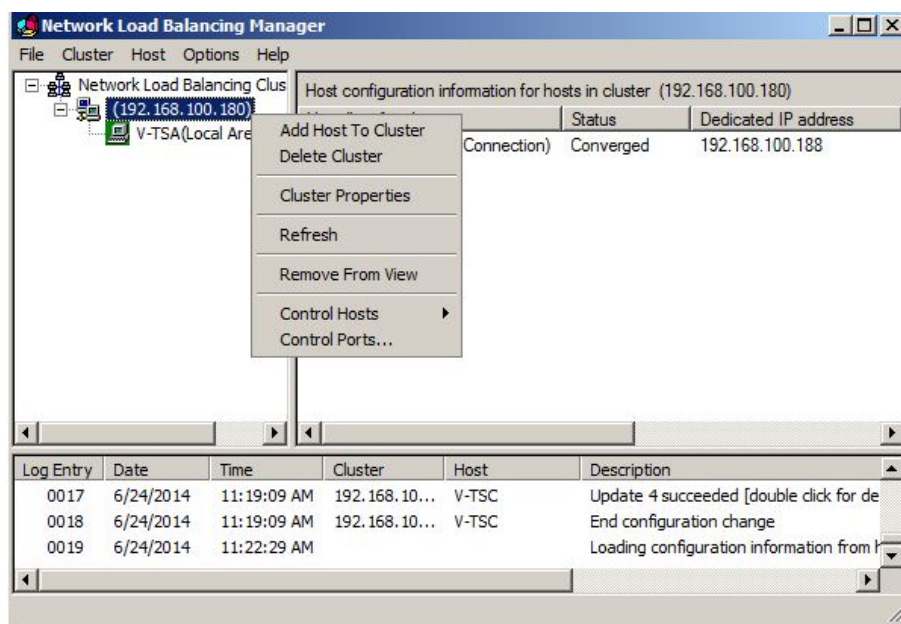 Network Load Balancing Manager
File Cluster Host Options Help
Network Load Balancing Clus
(192.168.100.180)
V-TSA(Local Are
Host configuration information for hosts in cluster (192.168.100.180)
Status Dedicated IP address
Connection) Converged 192.168.100.188
Add Host To Cluster
Delete Cluster
Cluster Properties
Refresh
Remove From View
Control Hosts
Control Ports...
Log Entry Date Time Cluster Host Description
0017 6/24/2014 11:19:09 AM 192.168.10... V-TSC Update 4 succeeded [double click for de
0018 6/24/2014 11:19:09 AM 192.168.10... V-TSC End configuration change
0019 6/24/2014 11:22:29 AM Loading configuration information from h